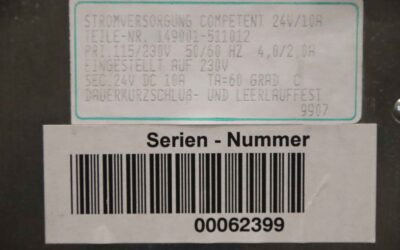 STROMVERSORGUNG COMPETENT 24V/10A
TEILE-NR. 149001-511012
PRI.115/230V 50/60 HZ 4,0/2,0A
EINGESTELLT AUF 230V
SEC.24V DC 10A TA=60 GRAD C
DAUERKURZSCHLUß- UND LEERLAUFFEST
9907
Serien - Nummer
00062399